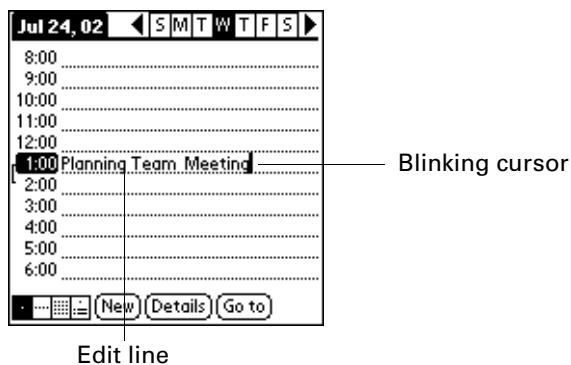 Jul 24, 02 S M T W T F S
8:00
9:00
10:00
11:00
12:00
1:00 Planning Team Meeting
Blinking cursor
2:00
3:00
4:00
5:00
6:00
New Details Go to
Edit line